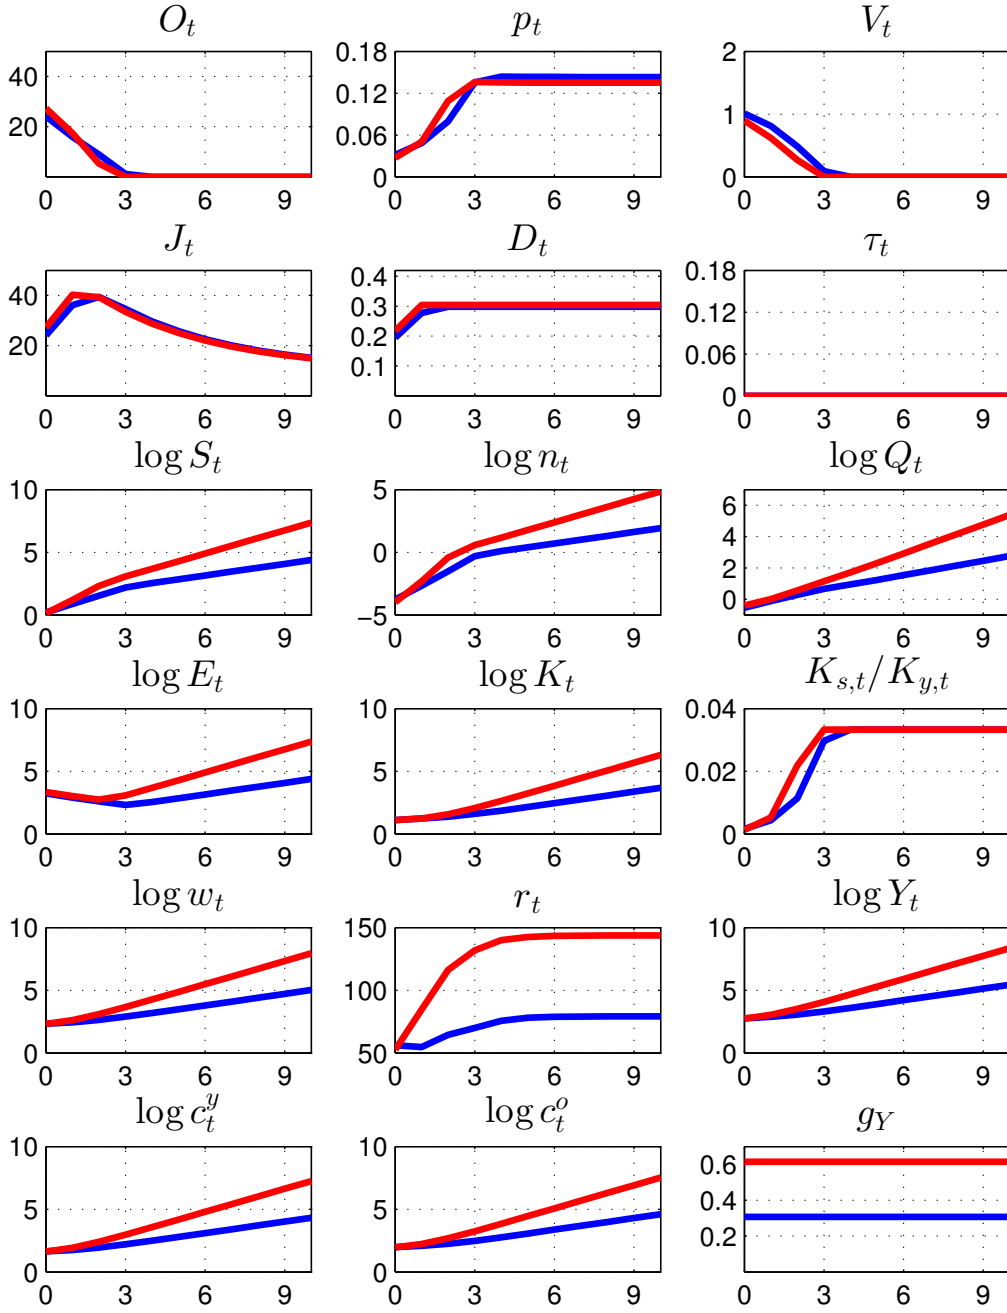 O_t p_t V_t
40 20
0.18 0.12 0.06 0
2 1 0
0 3 6 9 0 3 6 9 0 3 6 9
J_t D_t τ_t
40 20
0.4 0.3 0.2 0.1
0.18 0.12 0.06 0
0 3 6 9 0 3 6 9 0 3 6 9
log S_t log n_t log Q_t
10 5 0
5 0 −5
6 4 2 0
0 3 6 9 0 3 6 9 0 3 6 9
log E_t log K_t K_{s,t}/K_{y,t}
10 5 0
10 5 0
0.04 0.02 0
0 3 6 9 0 3 6 9 0 3 6 9
log w_t r_t log Y_t
10 5 0
150 100 50
10 5 0
0 3 6 9 0 3 6 9 0 3 6 9
log c_t^y log c_t^o g_Y
10 5 0
10 5 0
0.6 0.4 0.2
0 3 6 9 0 3 6 9 0 3 6 9